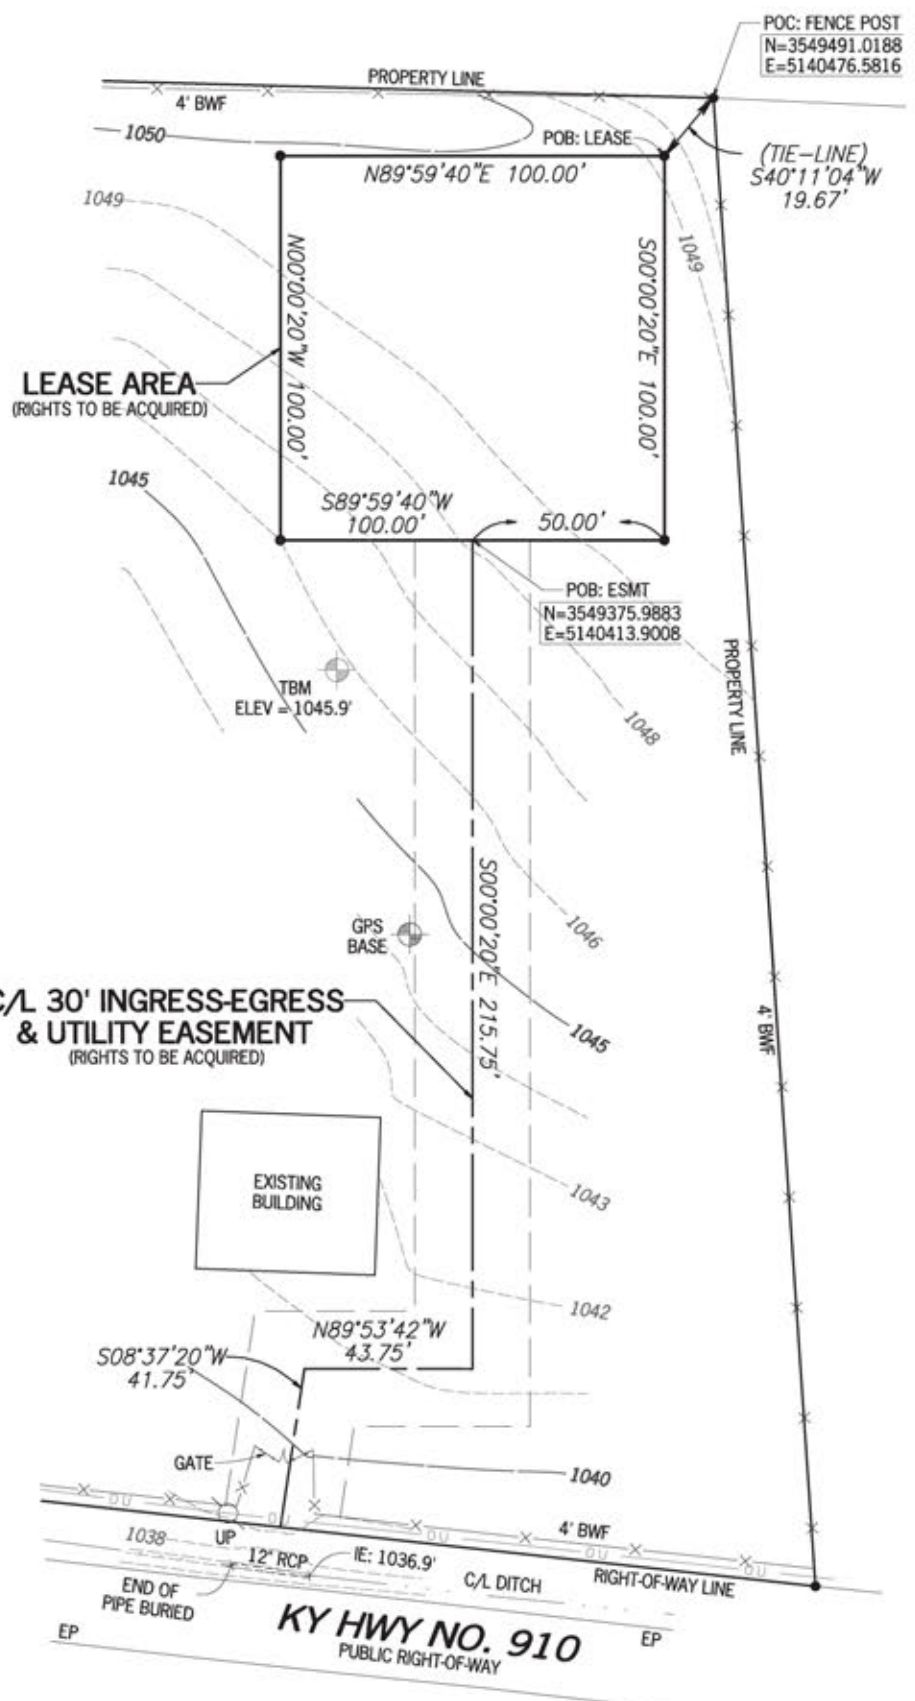 POC: FENCE POST
N=3549491.0188
E=5140476.5816
PROPERTY LINE
4' BWF
1050
POB: LEASE
(TIE-LINE)
S40°11'04"W
19.67'
N89°59'40"E 100.00'
1049
1049
N00°00'20"W 100.00'
S00°00'20"E 100.00'
LEASE AREA
(RIGHTS TO BE ACQUIRED)
1045
S89°59'40"W
100.00'
50.00'
POB: ESMT
N=3549375.9883
E=5140413.9008
PROPERTY LINE
TBM
ELEV = 1045.9'
1048
S00°00'20"E 215.75'
GPS
BASE
1046
C/L 30' INGRESS-EGRESS
& UTILITY EASEMENT
(RIGHTS TO BE ACQUIRED)
1045
4' BWF
EXISTING
BUILDING
1043
1042
N89°53'42"W
43.75'
S08°37'20"W
41.75'
GATE
1040
OU
OU
OU
OU
OU
UP
4' BWF
1038
12" RCP
IE: 1036.9'
C/L DITCH
RIGHT-OF-WAY LINE
END OF
PIPE BURIED
KY HWY NO. 910
PUBLIC RIGHT-OF-WAY
EP
EP